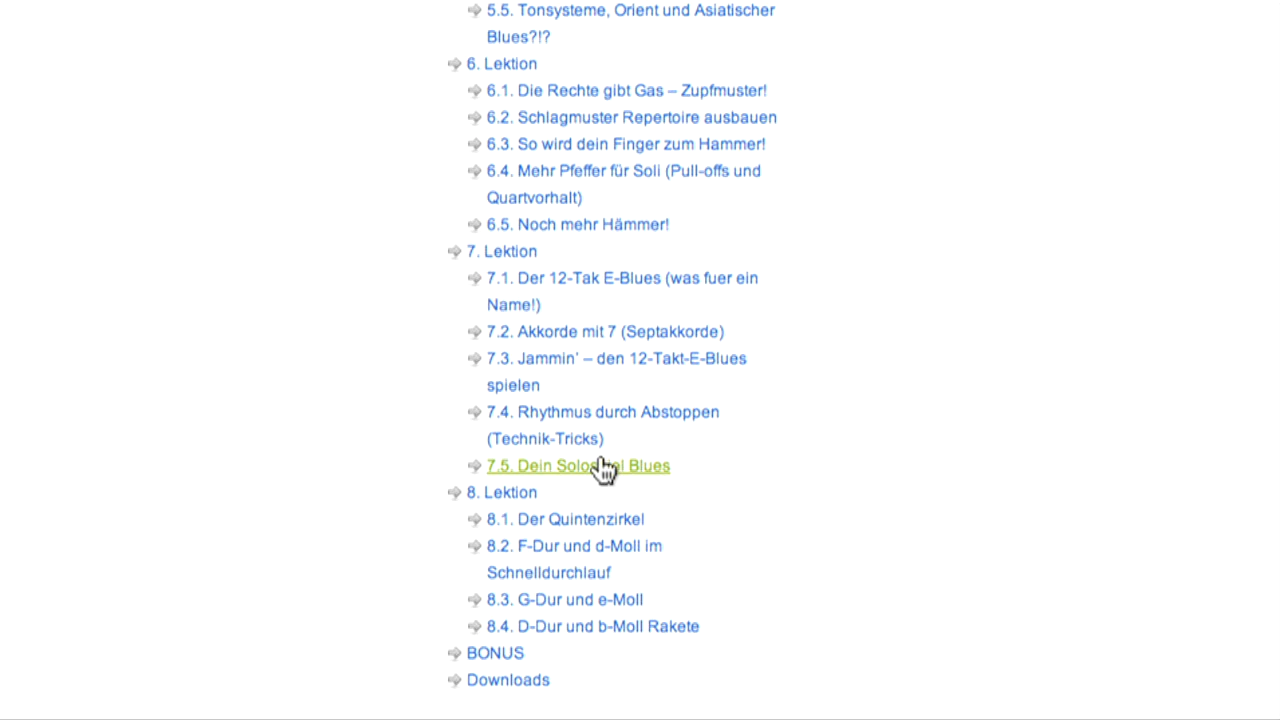 5.5. Tonsysteme, Orient und Asiatischer
Blues?!?
6. Lektion
6.1. Die Rechte gibt Gas – Zupfmuster!
6.2. Schlagmuster Repertoire ausbauen
6.3. So wird dein Finger zum Hammer!
6.4. Mehr Pfeffer für Soli (Pull-offs und
Quartvorhalt)
6.5. Noch mehr Hämmer!
7. Lektion
7.1. Der 12-Tak E-Blues (was fuer ein
Name!)
7.2. Akkorde mit 7 (Septakkorde)
7.3. Jammin’ – den 12-Takt-E-Blues
spielen
7.4. Rhythmus durch Abstoppen
(Technik-Tricks)
7.5. Dein Solospiel Blues
8. Lektion
8.1. Der Quintenzirkel
8.2. F-Dur und d-Moll im
Schnelldurchlauf
8.3. G-Dur und e-Moll
8.4. D-Dur und b-Moll Rakete
BONUS
Downloads